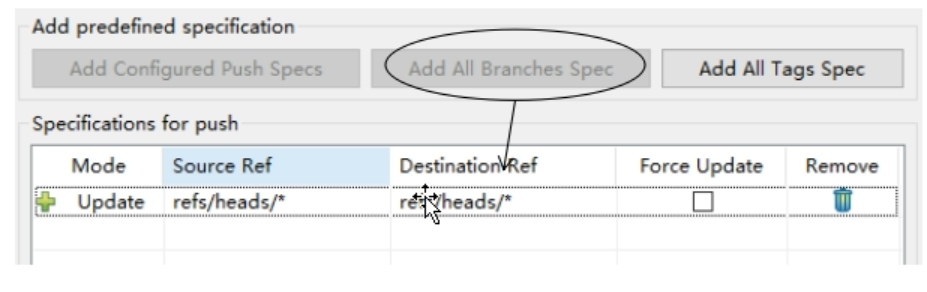 Add predefined specification
Add Configured Push Specs Add All Branches Spec Add All Tags Spec
Specifications for push
Mode Source Ref Destination Ref Force Update Remove
Update refs/heads/* refs/heads/*